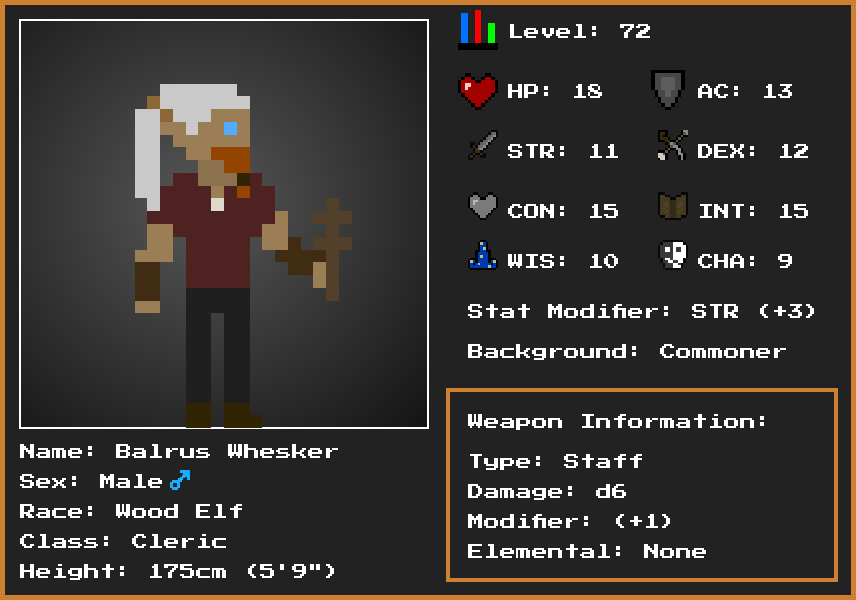 Level: 72
HP: 18
AC: 13
STR: 11
DEX: 12
CON: 15
INT: 15
WIS: 10
CHA: 9
Stat Modifier: STR (+3)
Background: Commoner
Weapon Information:
Type: Staff
Damage: d6
Modifier: (+1)
Elemental: None
Name: Balrus Whesker
Sex: Male♂
Race: Wood Elf
Class: Cleric
Height: 175cm (5'9")